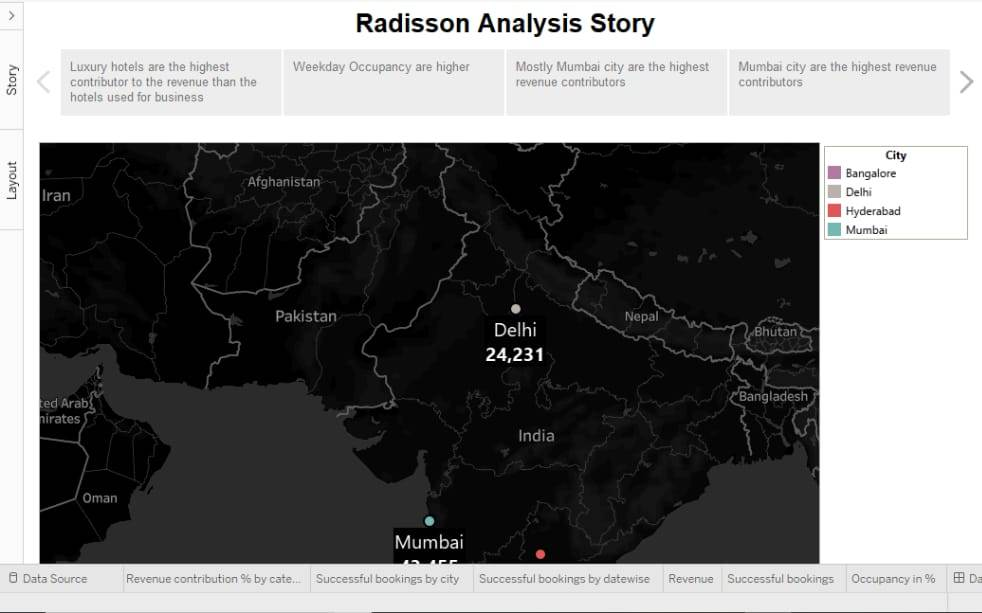 Radisson Analysis Story
Story
Layout
Luxury hotels are the highest
contributor to the revenue than the
hotels used for business
Weekday Occupancy are higher
Mostly Mumbai city are the highest
revenue contributors
Mumbai city are the highest revenue
contributors
City
Bangalore
Delhi
Hyderabad
Mumbai
Iran
Afghanistan
Pakistan
Nepal
Bhutan
Delhi
24,231
Bangladesh
ted Arab
nirates
India
Oman
Mumbai
Data Source
Revenue contribution % by cate...
Successful bookings by city
Successful bookings by datewise
Revenue
Successful bookings
Occupancy in %
Da